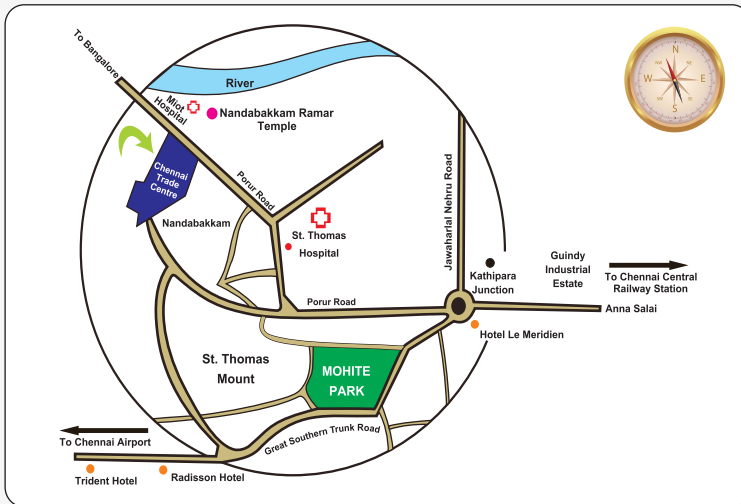 To Bangalore
River
Miot
Hospital
Nandabakkam Ramar
Temple
Chennai
Trade
Centre
Porur Road
Nandabakkam
St. Thomas
Hospital
Jawaharlal Nehru Road
Kathipara
Junction
Guindy
Industrial
Estate
To Chennai Central
Railway Station
Anna Salai
Porur Road
Hotel Le Meridien
St. Thomas
Mount
MOHITE
PARK
Great Southern Trunk Road
To Chennai Airport
Trident Hotel
Radisson Hotel
N
E
S
W